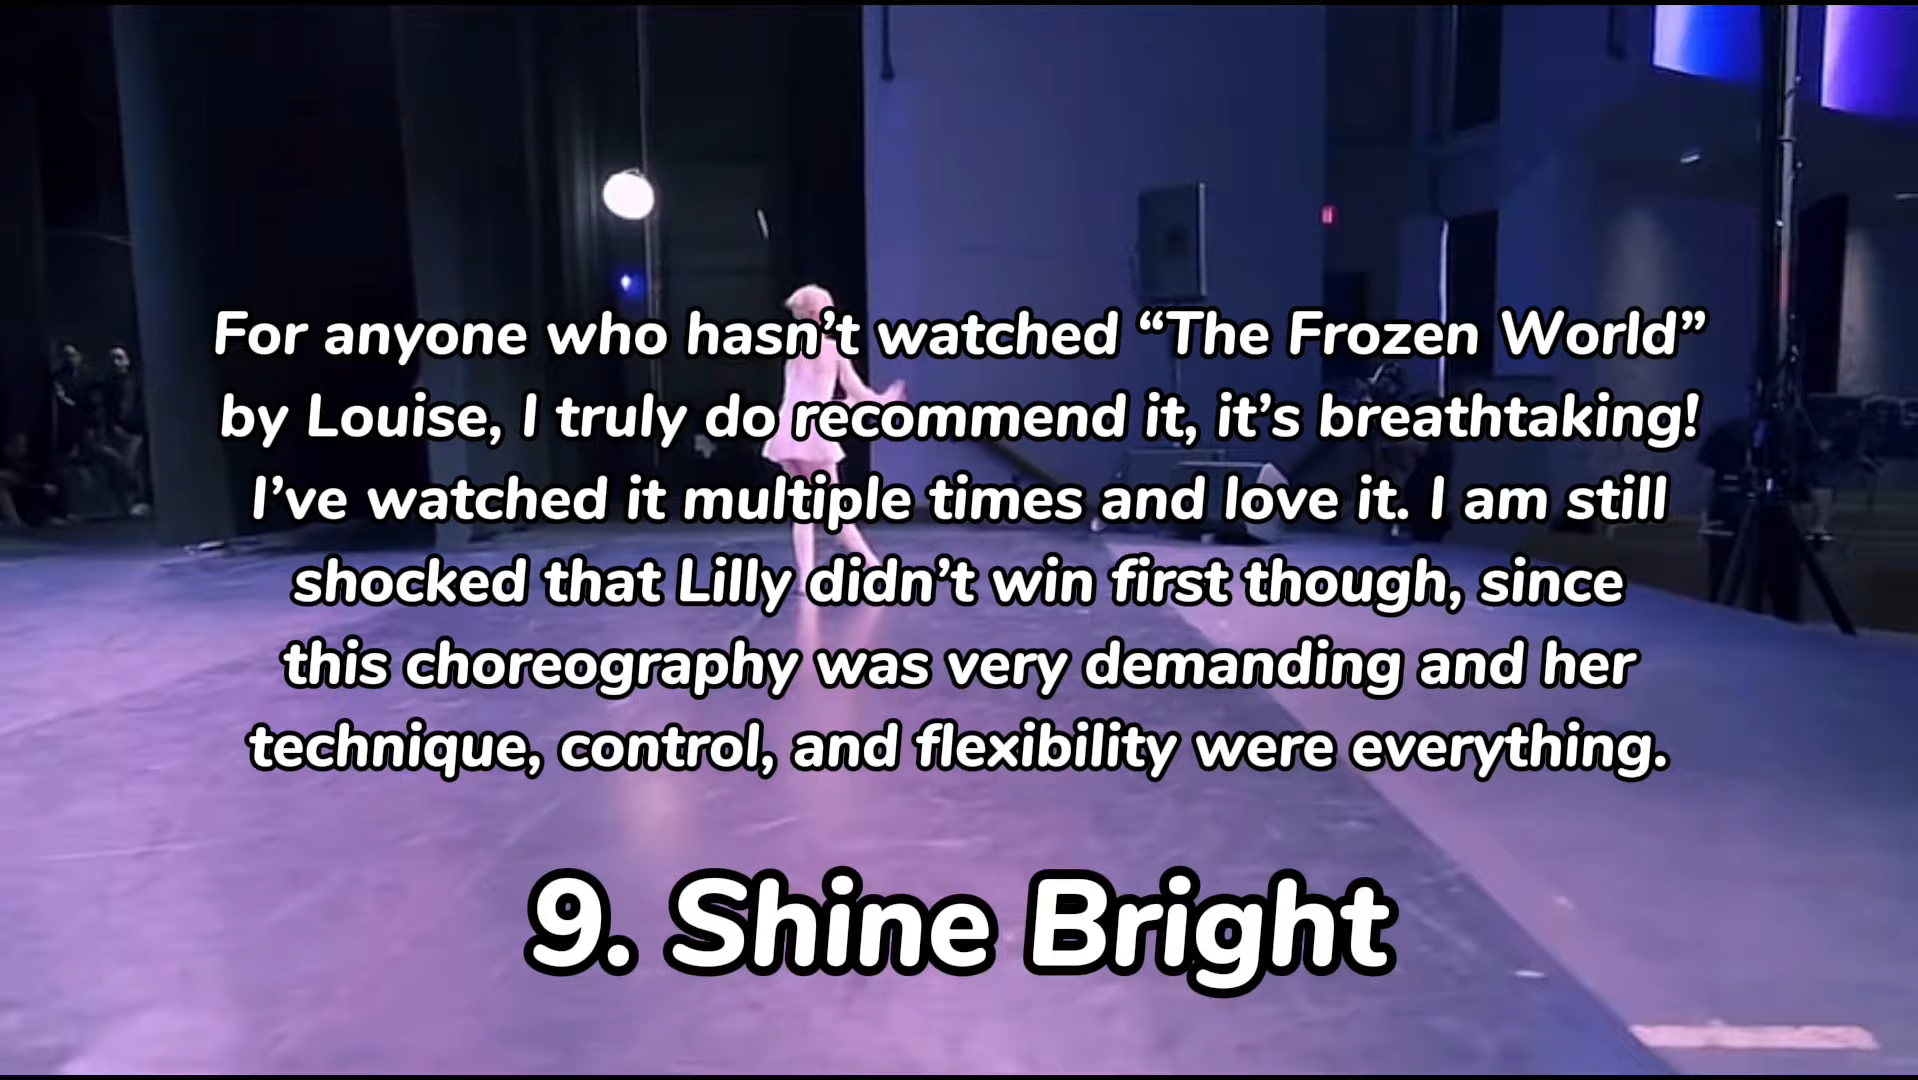 For anyone who hasn’t watched “The Frozen World”
by Louise, I truly do recommend it, it’s breathtaking!
I’ve watched it multiple times and love it. I am still
shocked that Lilly didn’t win first though, since
this choreography was very demanding and her
technique, control, and flexibility were everything.
9. Shine Bright